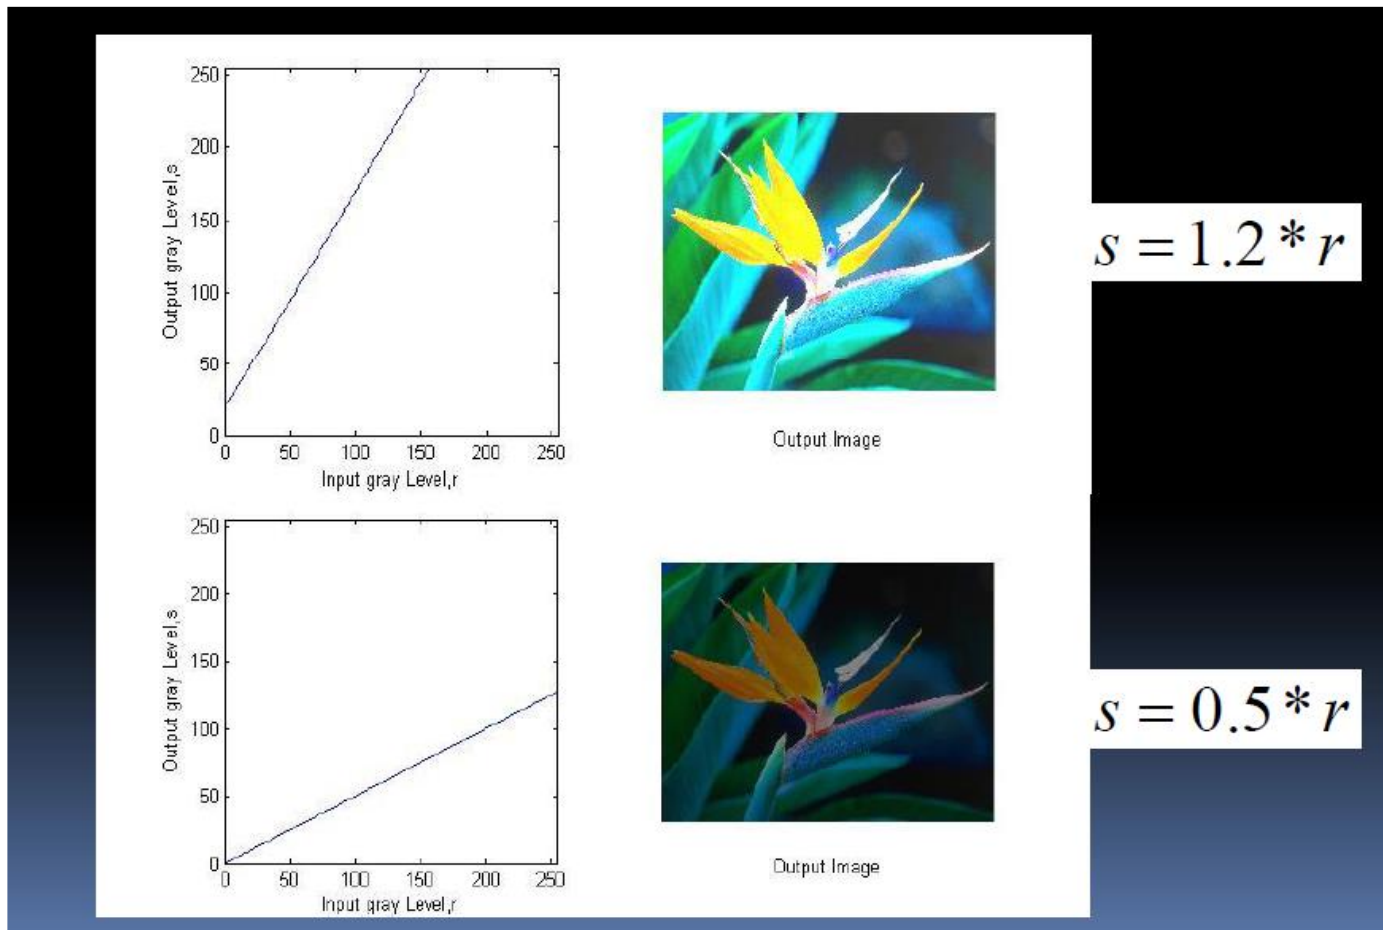 250
200
150
100
50
0
Output gray Level,s
0 50 100 150 200 250
Input gray Level,r
Output Image
s = 1.2 * r
250
200
150
100
50
0
Output gray Level,s
0 50 100 150 200 250
Input gray Level,r
Output Image
s = 0.5 * r